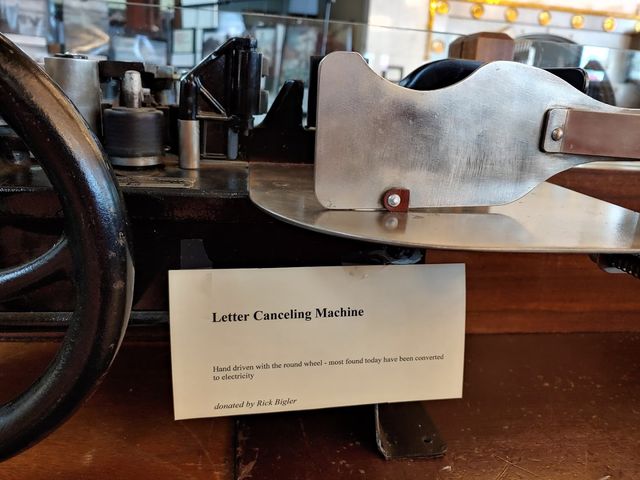 Letter Canceling Machine
Hand driven with the round wheel - most found today have been converted
to electricity
donated by Rick Bigler